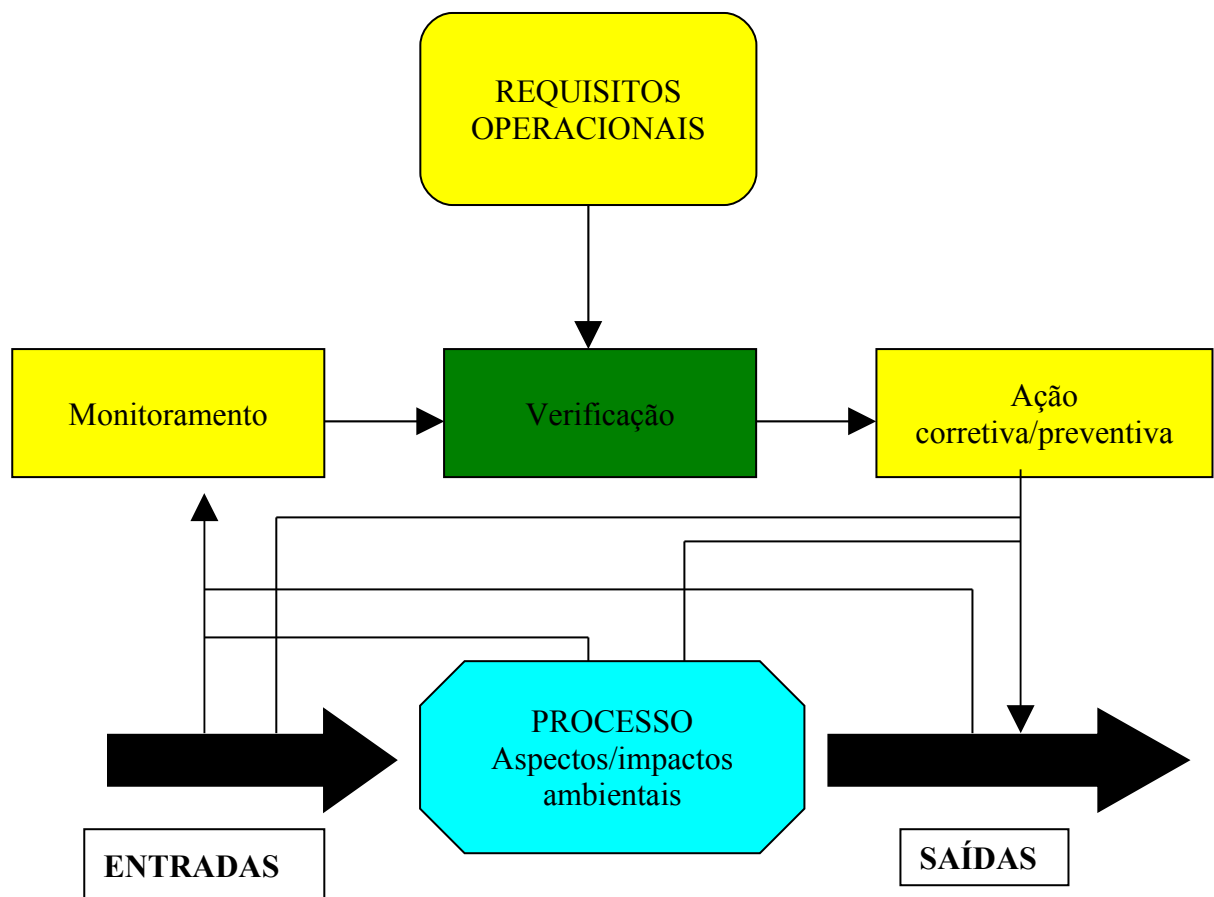 REQUISITOS
OPERACIONAIS
Monitoramento
Verificação
Ação
corretiva/preventiva
PROCESSO
Aspectos/impactos
ambientais
ENTRADAS
SAÍDAS